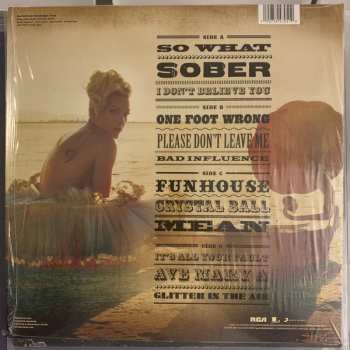 SIDE A
SO WHAT
SOBER
I DON'T BELIEVE YOU
SIDE B
ONE FOOT WRONG
PLEASE DON'T LEAVE ME
BAD INFLUENCE
SIDE C
FUNHOUSE
CRYSTAL BALL
MEAN
SIDE D
IT'S ALL YOUR FAULT
AVE MARY A
GLITTER IN THE AIR
RCA